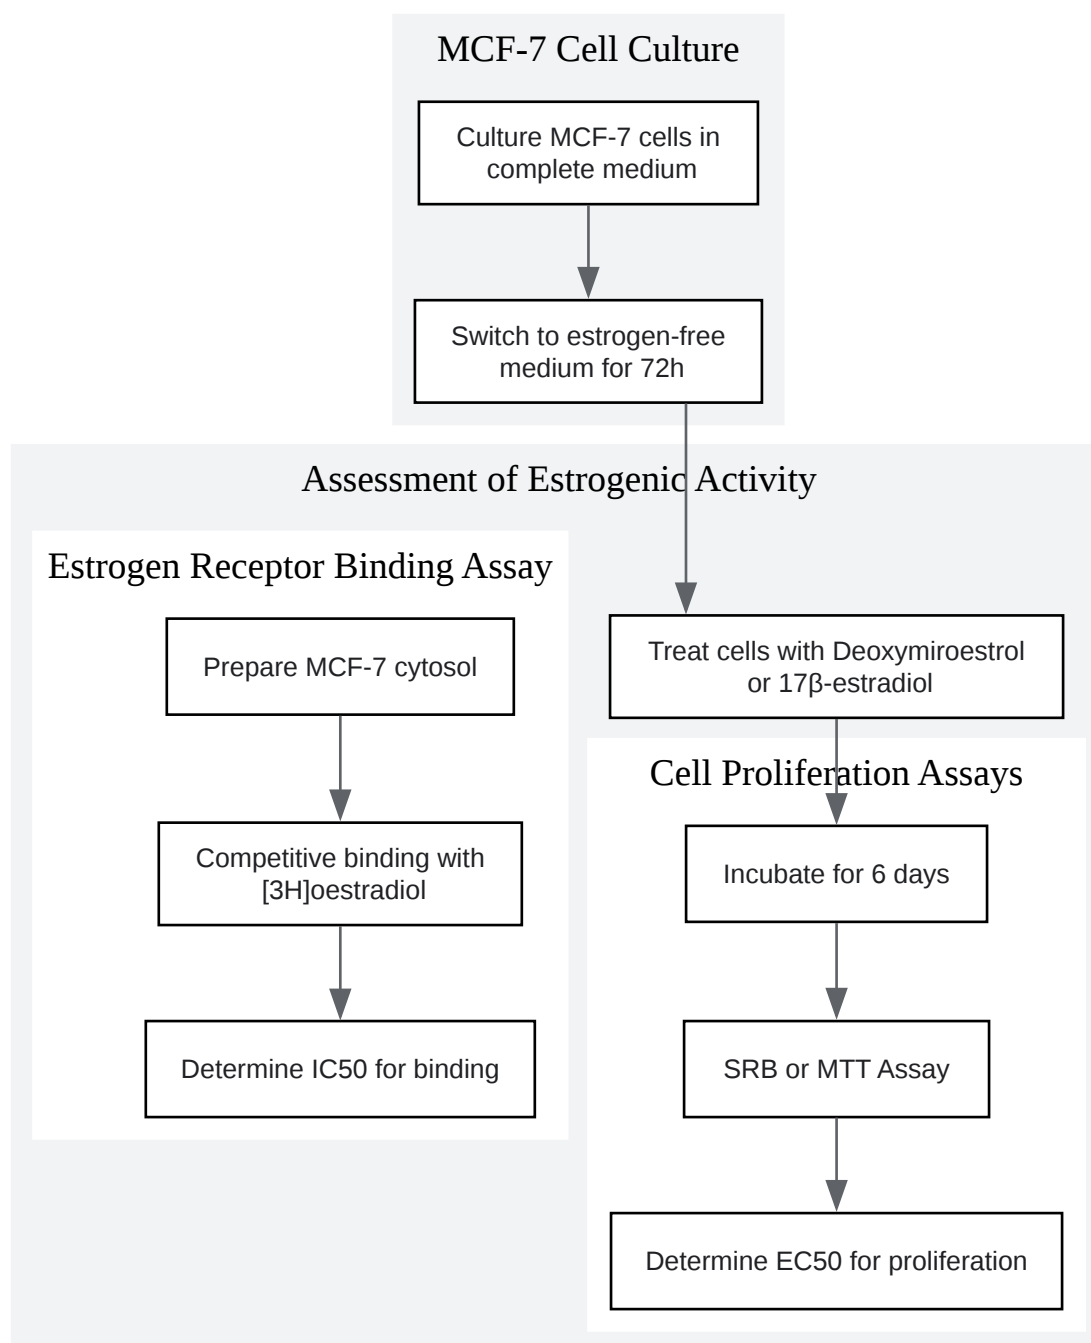 MCF-7 Cell Culture
Culture MCF-7 cells in
complete medium
Switch to estrogen-free
medium for 72h
Assessment of Estrogenic Activity
Estrogen Receptor Binding Assay
Prepare MCF-7 cytosol
Competitive binding with
[3H]oestradiol
Determine IC50 for binding
Treat cells with Deoxymiroestrol
or 17β-estradiol
Cell Proliferation Assays
Incubate for 6 days
SRB or MTT Assay
Determine EC50 for proliferation